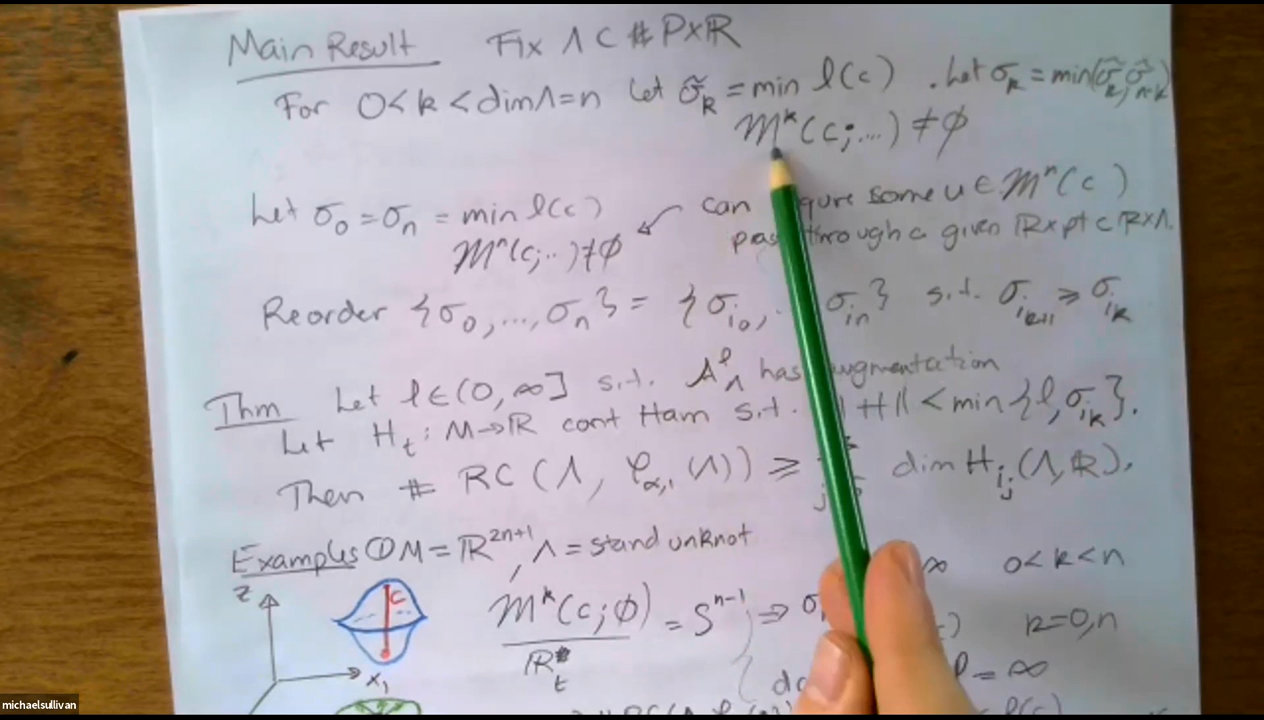 Main Result Fix Λ ⊂ P×ℝ
For 0<k<dimΛ=n Let σ̃_k = min l(c) . Let σ_k = min(σ̃_k, σ̃_{n-k})
M^k(c;...) ≠ ∅
Let σ_0 = σ_n = min l(c) can some u ∈ M^n(c)
M^n(c;..) ≠ ∅ through a given ℝ×pt ⊂ ℝ×Λ.
Reorder {σ_0,...,σ_n} = {σ_{i_0}, σ_{i_n}} s.t. σ_{i_{k+1}} ≥ σ_{i_k}
Thm Let l ∈ (0,∞] s.t. A^l_Λ has augmentation
Let H_t : M→ℝ cont Ham s.t. ||H|| < min{l, σ_{i_k}}.
Then # RC(Λ, φ_{α,1}(Λ)) ≥ dim H_{i_j}(Λ,ℝ).
Examples ① M = ℝ^{2n+1}, Λ = stand unknot
z c M^k(c;∅) = S^{n-1} ⇒ σ ∞ 0<k<n
ℝ_t k=0,n
x_1 l = ∞
l(c)
michaelsullivan